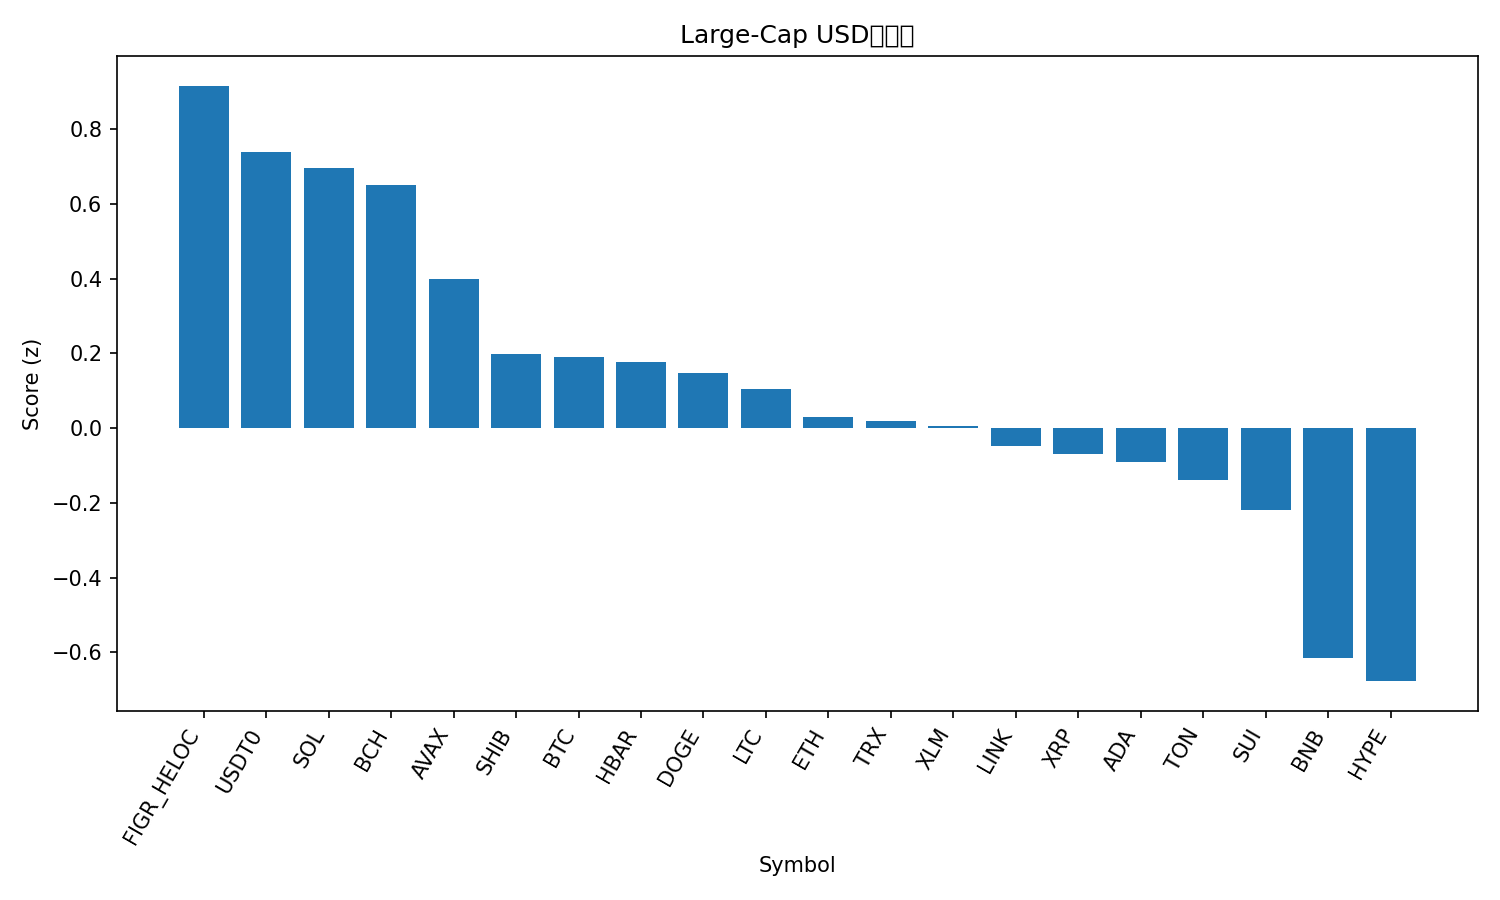 Large-Cap USD
Score (z)
0.8
0.6
0.4
0.2
0.0
−0.2
−0.4
−0.6
FIGR_HELOC
USDT0
SOL
BCH
AVAX
SHIB
BTC
HBAR
DOGE
LTC
ETH
TRX
XLM
LINK
XRP
ADA
TON
SUI
BNB
HYPE
Symbol